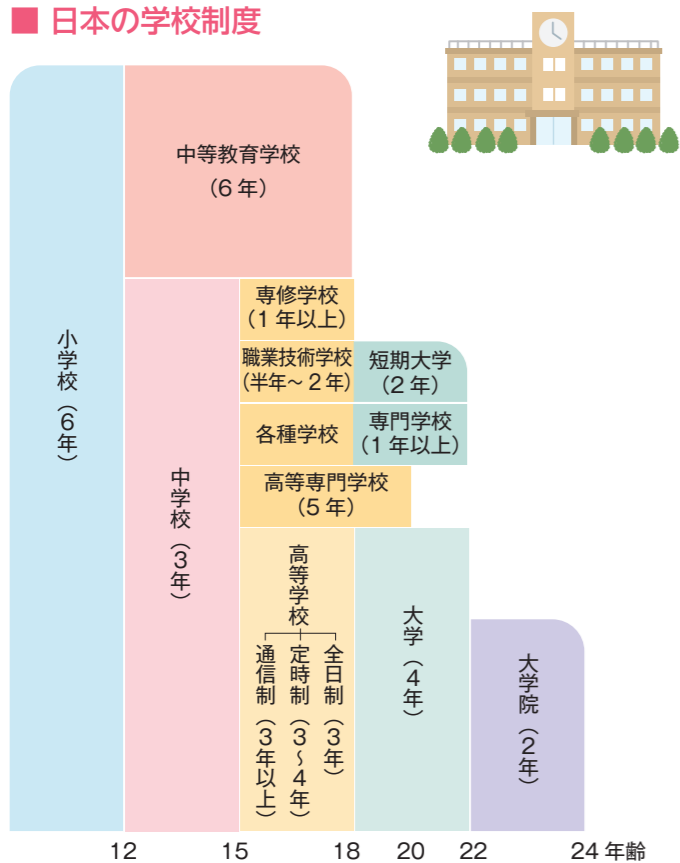 ■ 日本の学校制度
中等教育学校
（6年）
専修学校
（1年以上）
職業技術学校
（半年～2年）
短期大学
（2年）
各種学校
専門学校
（1年以上）
高等専門学校
（5年）
小学校（6年）
中学校（3年）
高等学校
全日制（3年）
定時制（3～4年）
通信制（3年以上）
大学（4年）
大学院（2年）
12 15 18 20 22 24 年齢